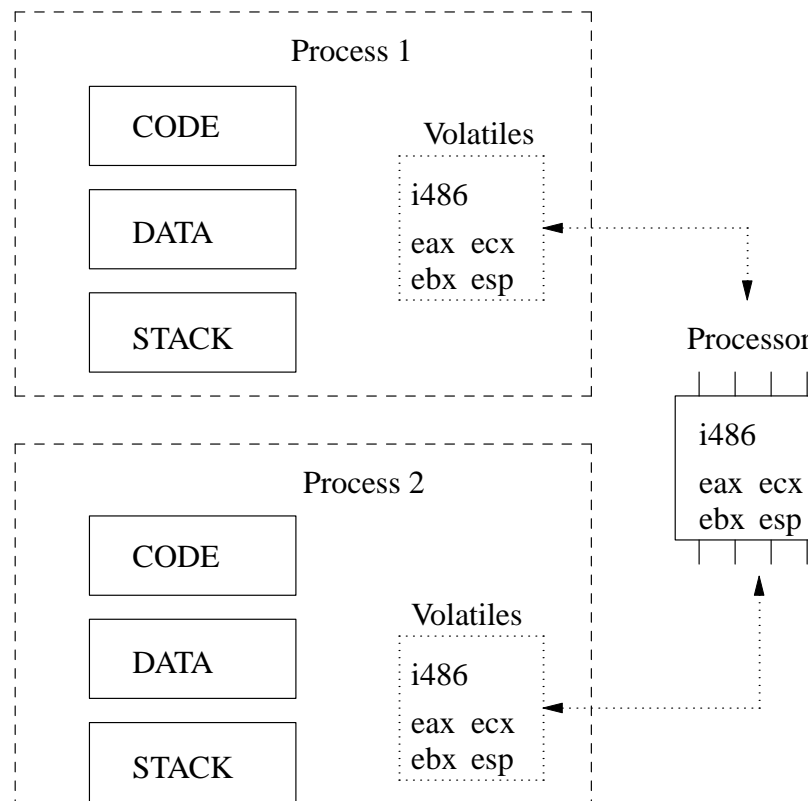 Process 1
CODE
DATA
STACK
Volatiles
i486
eax ecx
ebx esp
Processor
i486
eax ecx
ebx esp
Process 2
CODE
DATA
STACK
Volatiles
i486
eax ecx
ebx esp